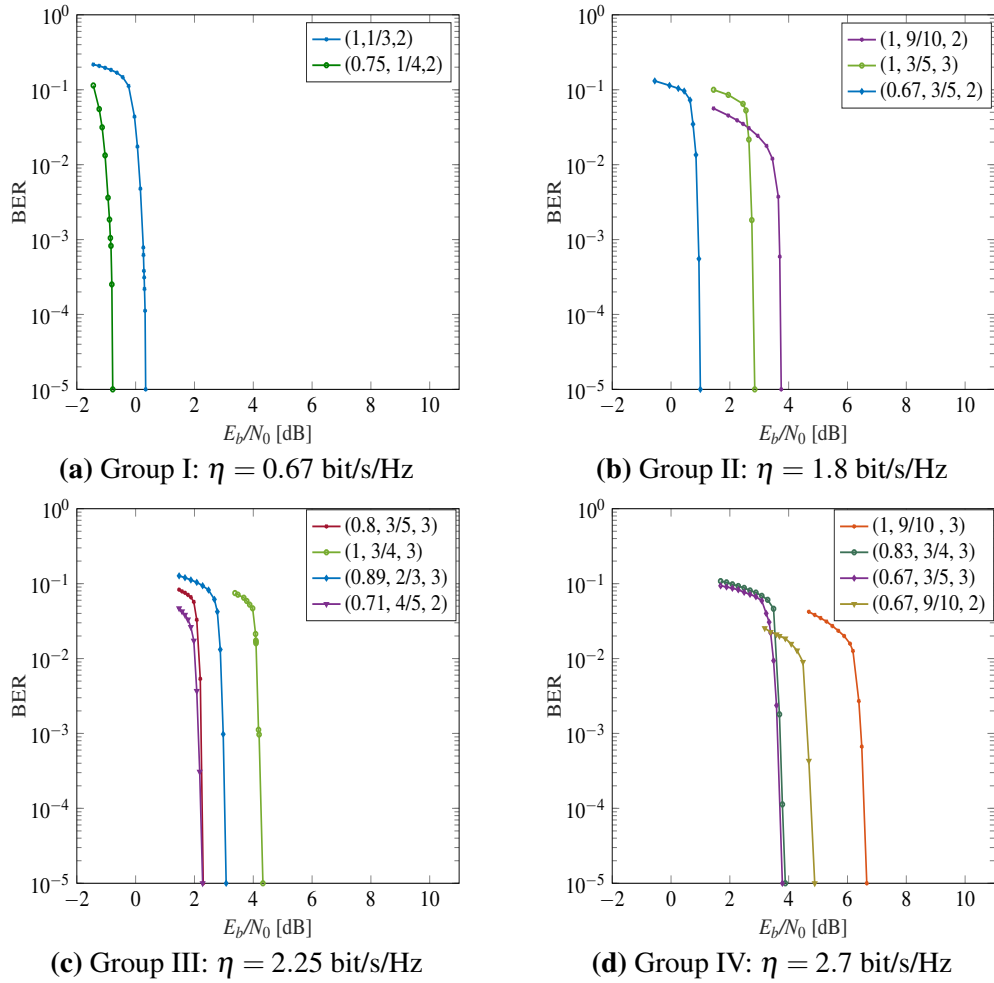 10^0
10^-1
10^-2
10^-3
10^-4
10^-5
BER
−2 0 2 4 6 8 10
E_b/N_0 [dB]
(1,1/3,2)
(0.75, 1/4,2)
(a) Group I: η = 0.67 bit/s/Hz
10^0
10^-1
10^-2
10^-3
10^-4
10^-5
BER
−2 0 2 4 6 8 10
E_b/N_0 [dB]
(1, 9/10, 2)
(1, 3/5, 3)
(0.67, 3/5, 2)
(b) Group II: η = 1.8 bit/s/Hz
10^0
10^-1
10^-2
10^-3
10^-4
10^-5
BER
−2 0 2 4 6 8 10
E_b/N_0 [dB]
(0.8, 3/5, 3)
(1, 3/4, 3)
(0.89, 2/3, 3)
(0.71, 4/5, 2)
(c) Group III: η = 2.25 bit/s/Hz
10^0
10^-1
10^-2
10^-3
10^-4
10^-5
BER
−2 0 2 4 6 8 10
E_b/N_0 [dB]
(1, 9/10 , 3)
(0.83, 3/4, 3)
(0.67, 3/5, 3)
(0.67, 9/10, 2)
(d) Group IV: η = 2.7 bit/s/Hz